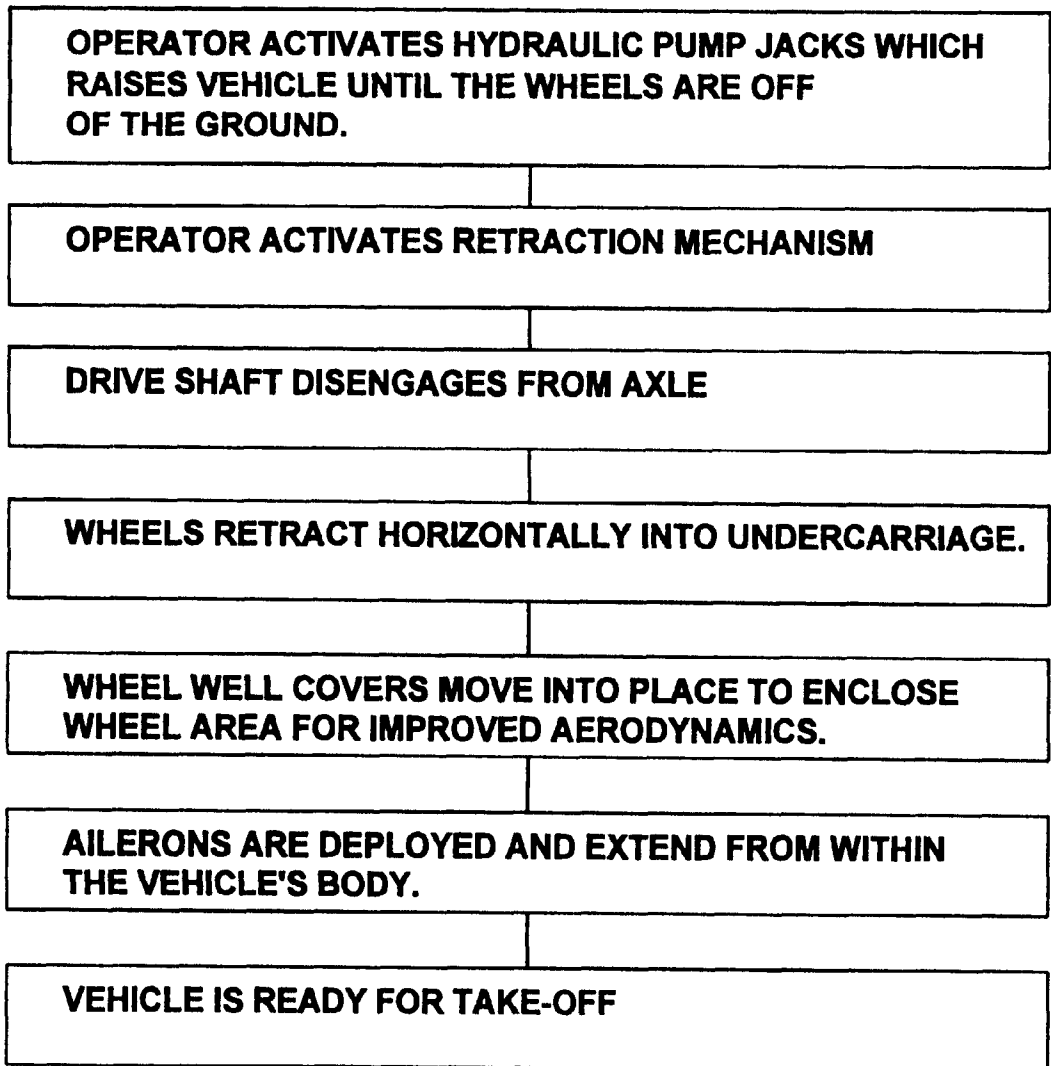 OPERATOR ACTIVATES HYDRAULIC PUMP JACKS WHICH
RAISES VEHICLE UNTIL THE WHEELS ARE OFF
OF THE GROUND.
OPERATOR ACTIVATES RETRACTION MECHANISM
DRIVE SHAFT DISENGAGES FROM AXLE
WHEELS RETRACT HORIZONTALLY INTO UNDERCARRIAGE.
WHEEL WELL COVERS MOVE INTO PLACE TO ENCLOSE
WHEEL AREA FOR IMPROVED AERODYNAMICS.
AILERONS ARE DEPLOYED AND EXTEND FROM WITHIN
THE VEHICLE'S BODY.
VEHICLE IS READY FOR TAKE-OFF